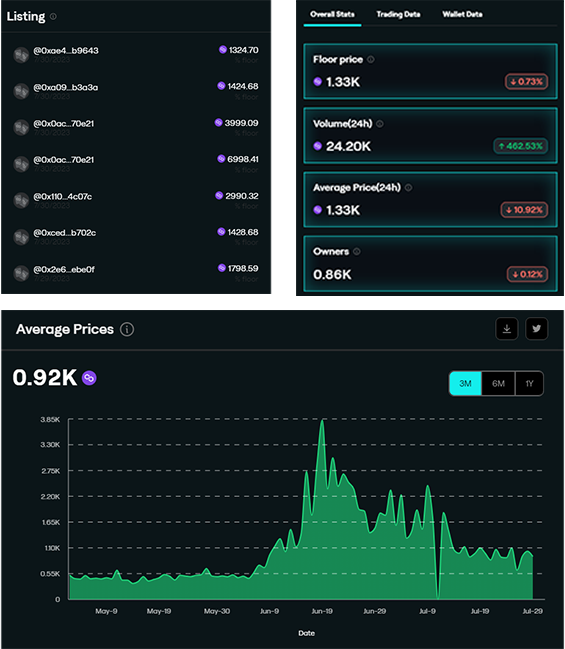 Listing
@0xae4...b9643 1324.70
@0xa09...b3a3a 1424.68
@0x0ac...70e21 3999.09
@0x0ac...70e21 6998.41
@0x110...4c07c 2990.32
@0xced...b702c 1428.68
@0x2e6...ebe0f 1798.59
Overall Stats Trading Data Wallet Data
Floor price
1.33K ↓ 0.73%
Volume(24h)
24.20K ↑ 462.53%
Average Price(24h)
1.33K ↓ 10.92%
Owners
0.86K ↓ 0.12%
Average Prices
0.92K
3M 6M 1Y
3.85K
3.30K
2.75K
2.20K
1.65K
1.10K
0.55K
0
May-9 May-19 May-30 Jun-9 Jun-19 Jun-29 Jul-9 Jul-19 Jul-29
Date